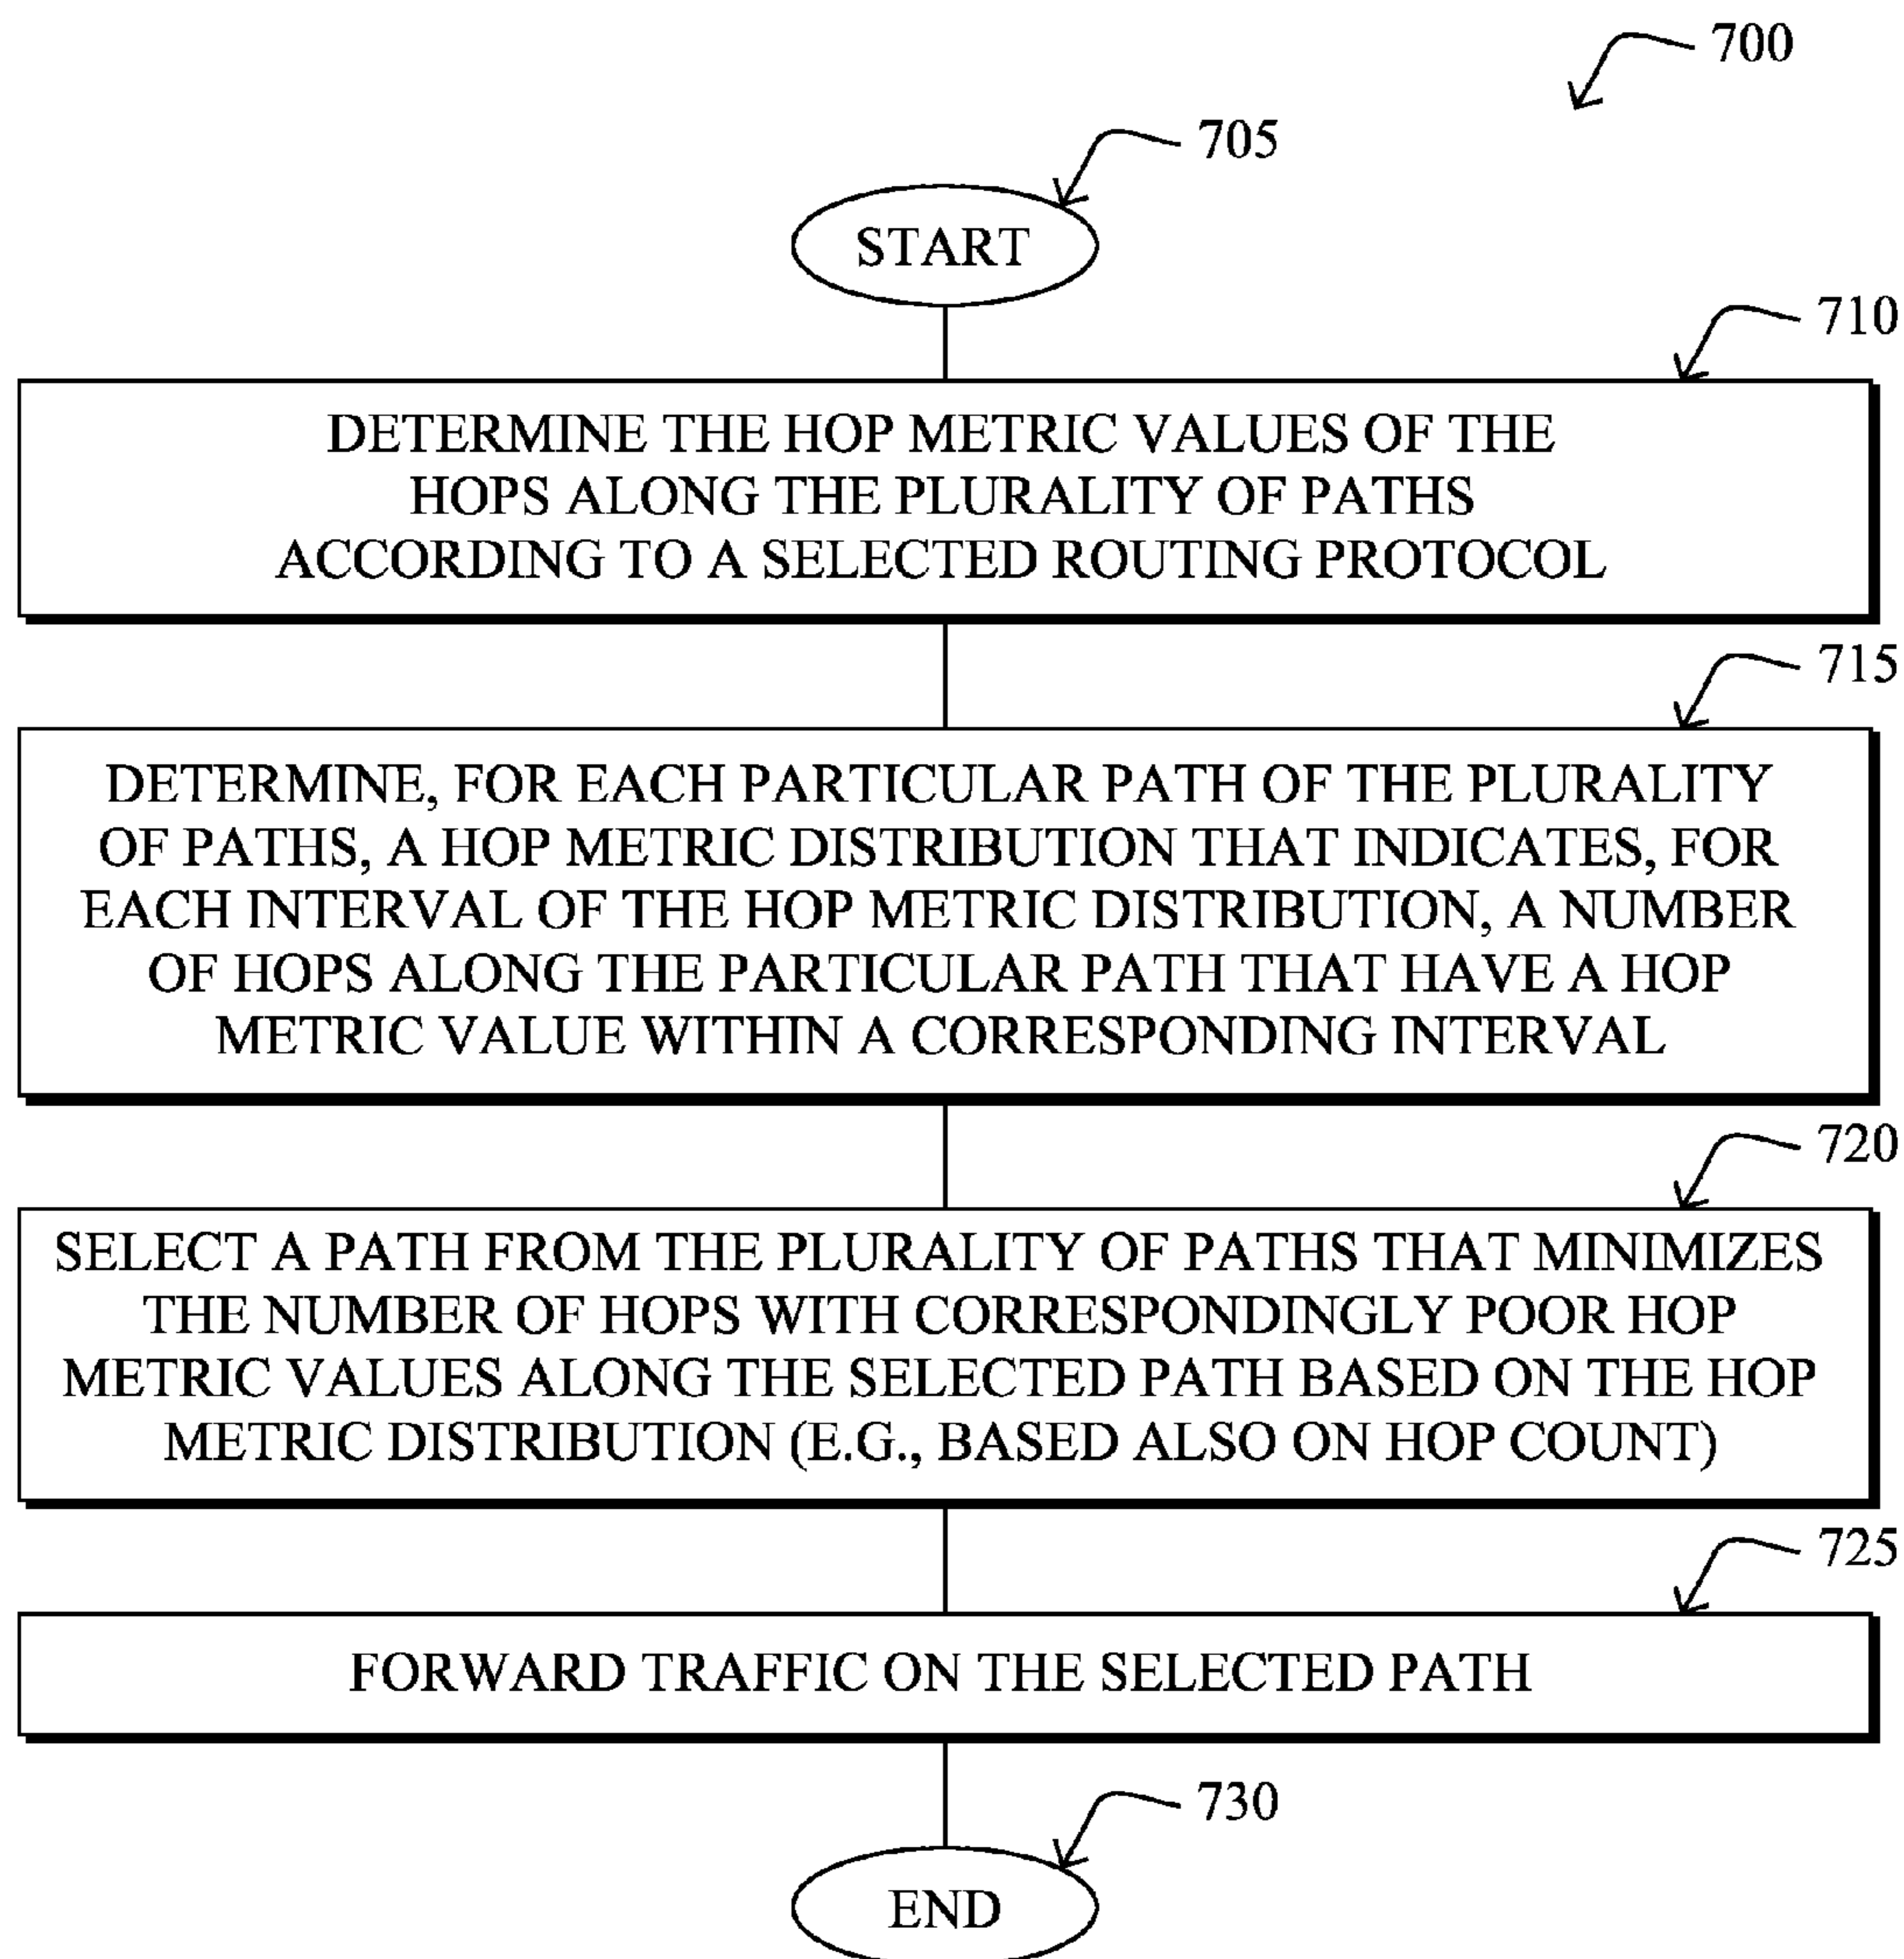 700
705
START
710
DETERMINE THE HOP METRIC VALUES OF THE
HOPS ALONG THE PLURALITY OF PATHS
ACCORDING TO A SELECTED ROUTING PROTOCOL
715
DETERMINE, FOR EACH PARTICULAR PATH OF THE PLURALITY
OF PATHS, A HOP METRIC DISTRIBUTION THAT INDICATES, FOR
EACH INTERVAL OF THE HOP METRIC DISTRIBUTION, A NUMBER
OF HOPS ALONG THE PARTICULAR PATH THAT HAVE A HOP
METRIC VALUE WITHIN A CORRESPONDING INTERVAL
720
SELECT A PATH FROM THE PLURALITY OF PATHS THAT MINIMIZES
THE NUMBER OF HOPS WITH CORRESPONDINGLY POOR HOP
METRIC VALUES ALONG THE SELECTED PATH BASED ON THE HOP
METRIC DISTRIBUTION (E.G., BASED ALSO ON HOP COUNT)
725
FORWARD TRAFFIC ON THE SELECTED PATH
730
END